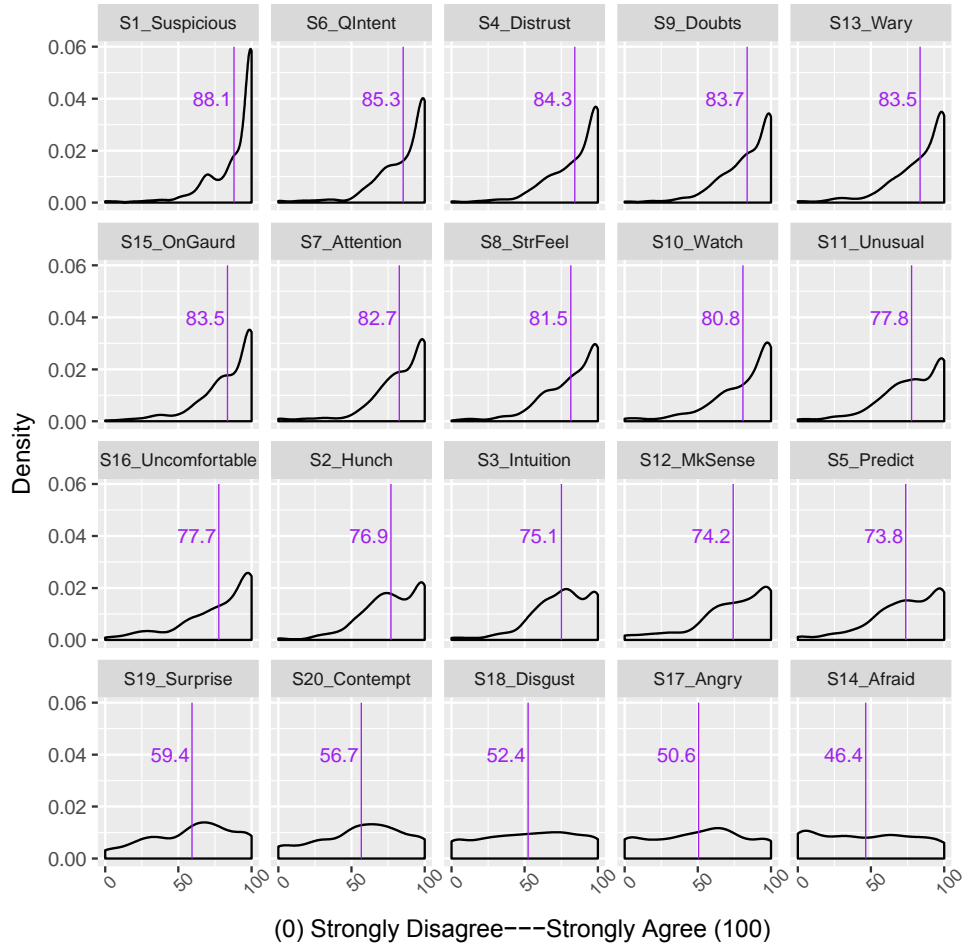 S1_Suspicious S6_QIntent S4_Distrust S9_Doubts S13_Wary
0.06
0.04
0.02
0.00
88.1 85.3 84.3 83.7 83.5
S15_OnGaurd S7_Attention S8_StrFeel S10_Watch S11_Unusual
0.06
0.04
0.02
0.00
83.5 82.7 81.5 80.8 77.8
Density
S16_Uncomfortable S2_Hunch S3_Intuition S12_MkSense S5_Predict
0.06
0.04
0.02
0.00
77.7 76.9 75.1 74.2 73.8
S19_Surprise S20_Contempt S18_Disgust S17_Angry S14_Afraid
0.06
0.04
0.02
0.00
59.4 56.7 52.4 50.6 46.4
0 50 100 0 50 100 0 50 100 0 50 100 0 50 100
(0) Strongly Disagree−−−Strongly Agree (100)